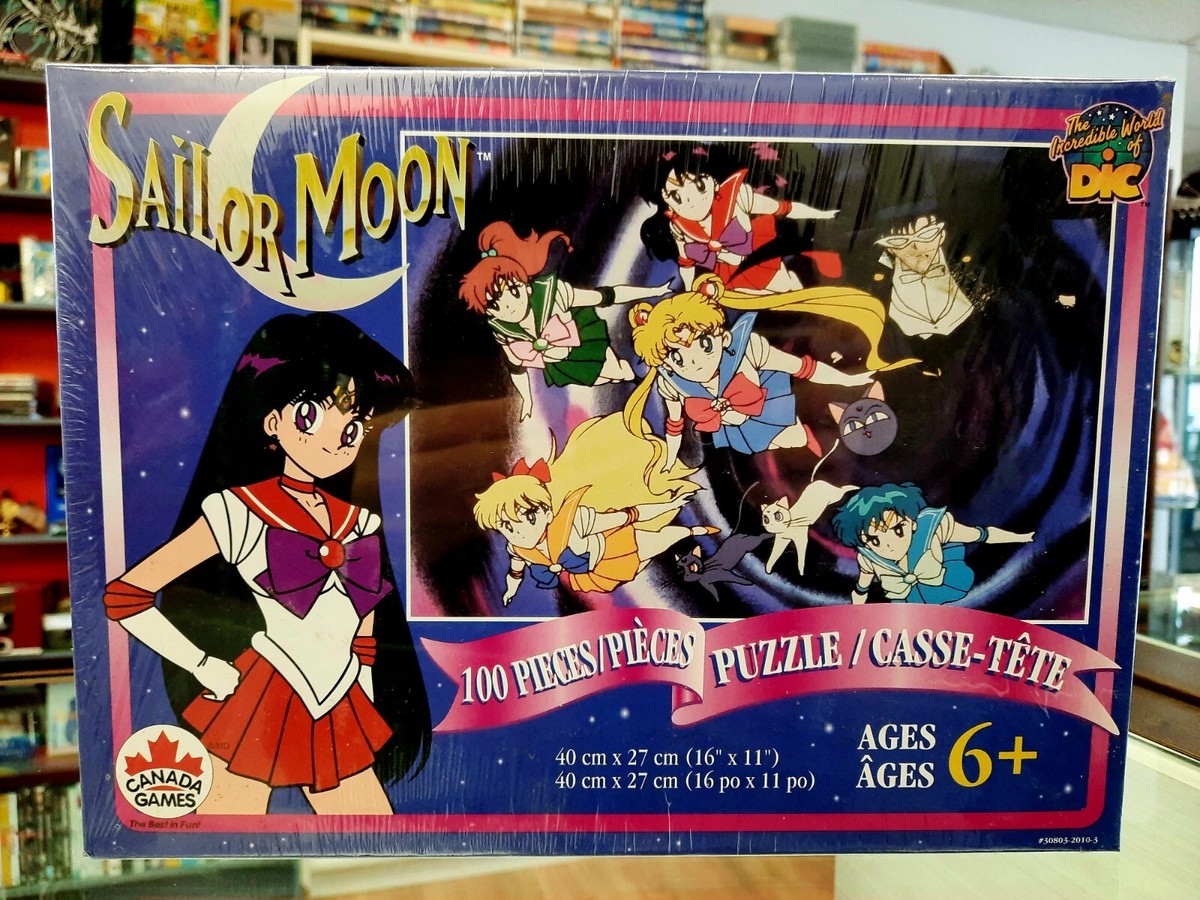 SAILOR MOON™
The
Incredible World
of
DIC
100 PIECES/PIÈCES
PUZZLE / CASSE-TÊTE
40 cm x 27 cm (16" x 11")
40 cm x 27 cm (16 po x 11 po)
AGES
ÂGES
6+
CANADA
GAMES
The Best in Fun!
#30803-2010-3